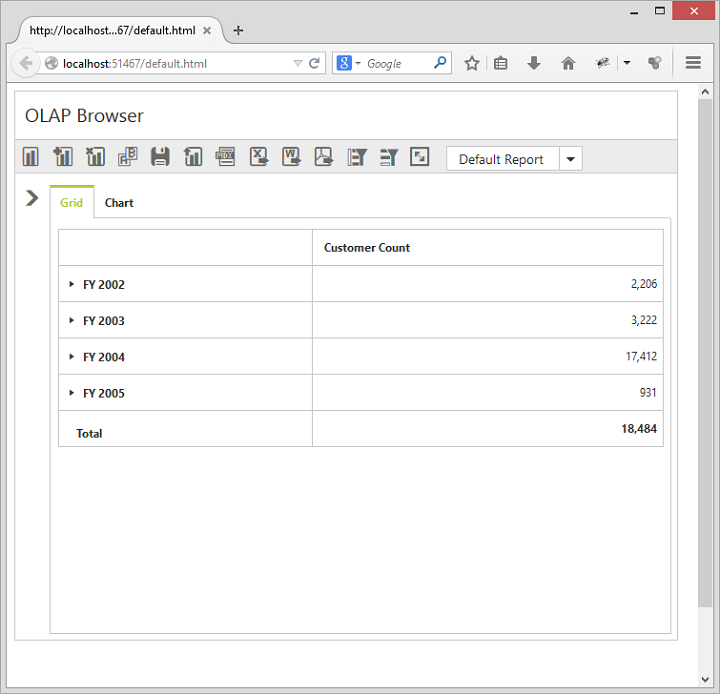 http://localhost...67/default.html
localhost:51467/default.html
Google
OLAP Browser
MDX
Default Report
Grid Chart
Customer Count
FY 2002 2,206
FY 2003 3,222
FY 2004 17,412
FY 2005 931
Total 18,484